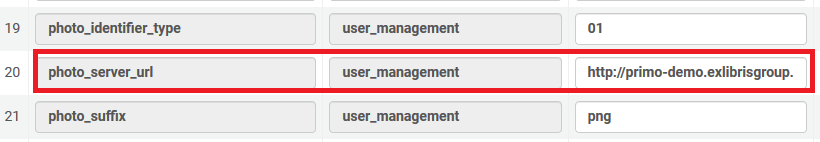 19 photo_identifier_type user_management 01
20 photo_server_url user_management http://primo-demo.exlibrisgroup.
21 photo_suffix user_management png